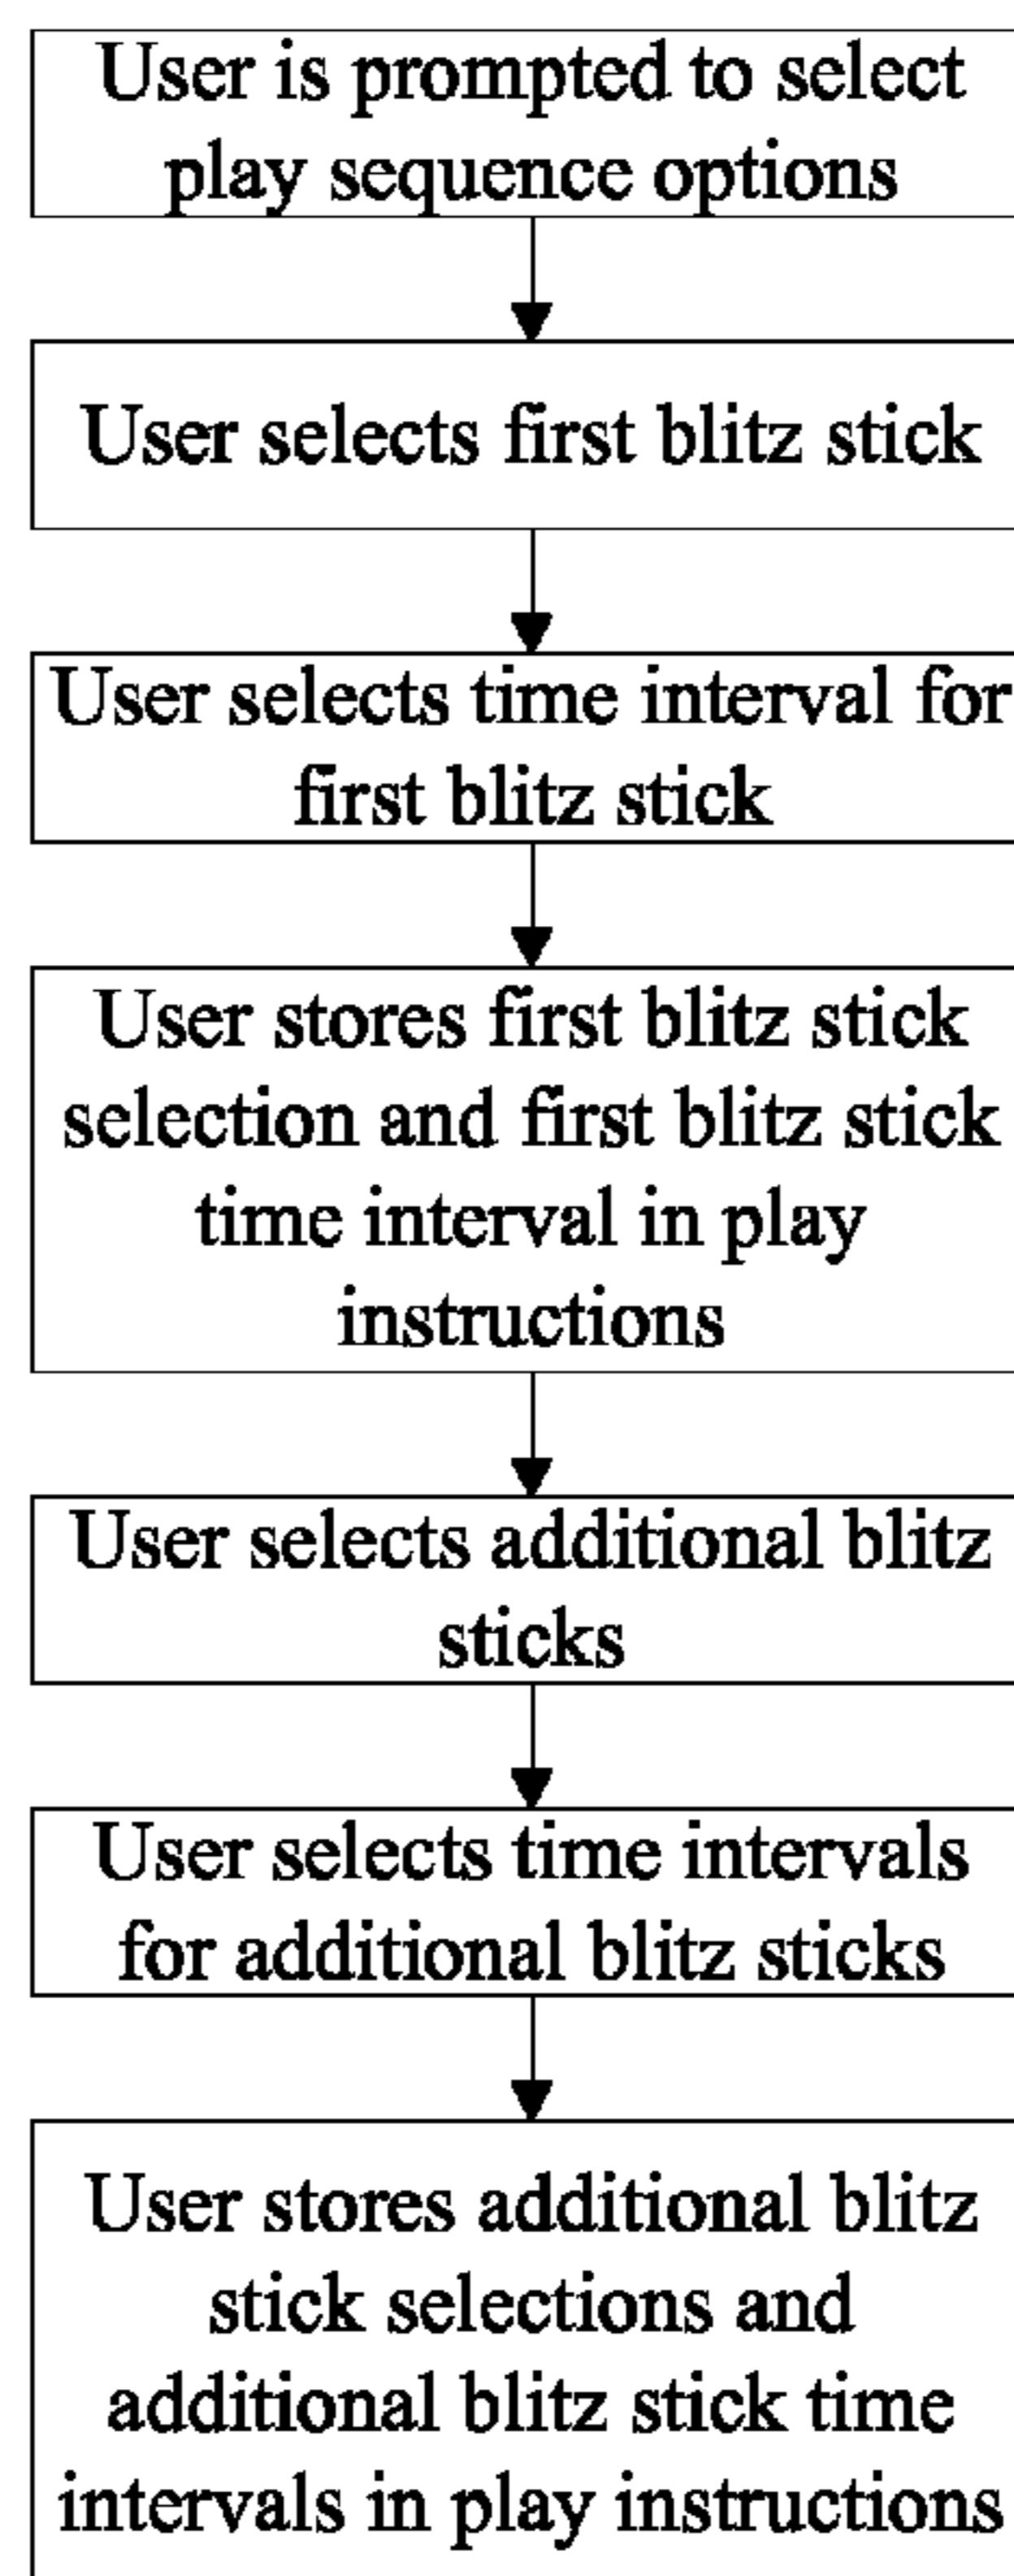 User is prompted to select
play sequence options
User selects first blitz stick
User selects time interval for
first blitz stick
User stores first blitz stick
selection and first blitz stick
time interval in play
instructions
User selects additional blitz
sticks
User selects time intervals
for additional blitz sticks
User stores additional blitz
stick selections and
additional blitz stick time
intervals in play instructions